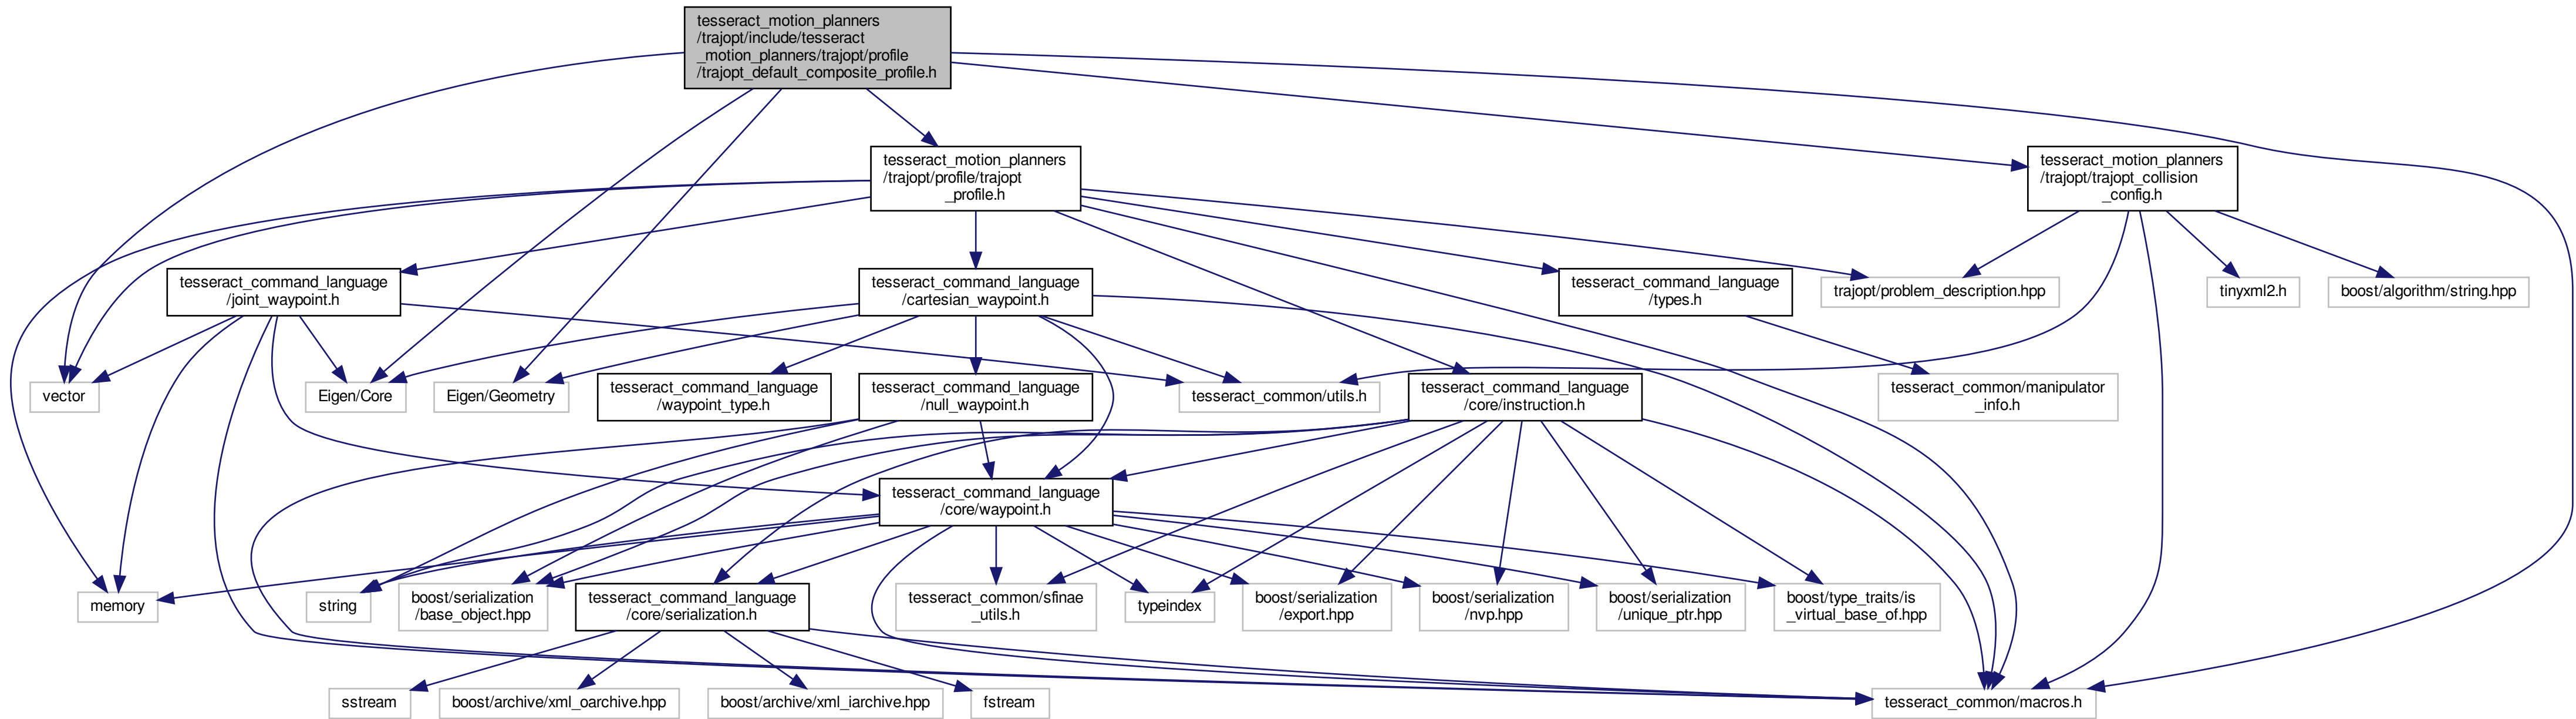 tesseract_motion_planners
/trajopt/include/tesseract
_motion_planners/trajopt/profile
/trajopt_default_composite_profile.h
tesseract_motion_planners
/trajopt/profile/trajopt
_profile.h
tesseract_motion_planners
/trajopt/trajopt_collision
_config.h
tesseract_command_language
/joint_waypoint.h
tesseract_command_language
/cartesian_waypoint.h
tesseract_command_language
/types.h
trajopt/problem_description.hpp
tinyxml2.h
boost/algorithm/string.hpp
vector
Eigen/Core
Eigen/Geometry
tesseract_command_language
/waypoint_type.h
tesseract_command_language
/null_waypoint.h
tesseract_common/utils.h
tesseract_command_language
/core/instruction.h
tesseract_common/manipulator
_info.h
tesseract_command_language
/core/waypoint.h
memory
string
boost/serialization
/base_object.hpp
tesseract_command_language
/core/serialization.h
tesseract_common/sfinae
_utils.h
typeindex
boost/serialization
/export.hpp
boost/serialization
/nvp.hpp
boost/serialization
/unique_ptr.hpp
boost/type_traits/is
_virtual_base_of.hpp
sstream
boost/archive/xml_oarchive.hpp
boost/archive/xml_iarchive.hpp
fstream
tesseract_common/macros.h